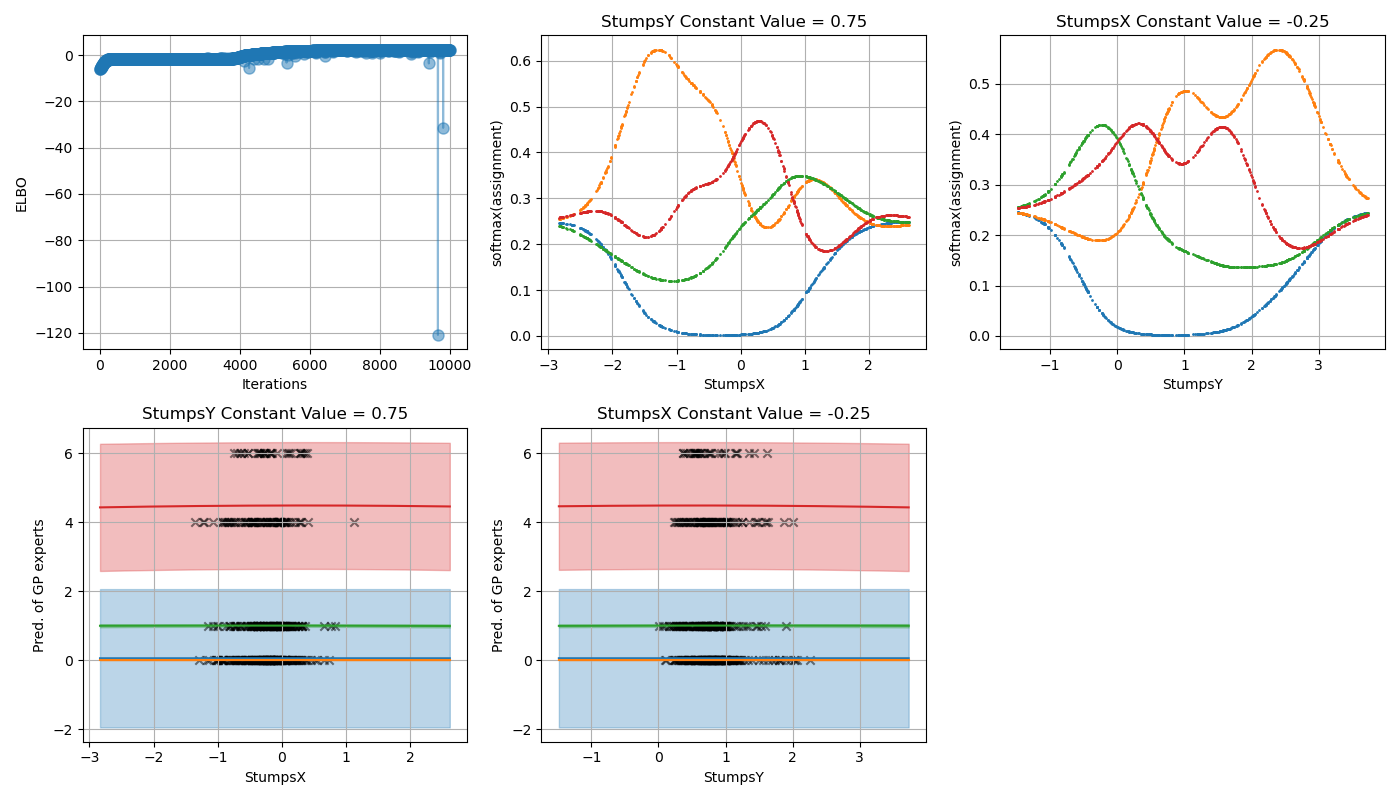 0
−20
−40
−60
−80
−100
−120
ELBO
0 2000 4000 6000 8000 10000
Iterations
StumpsY Constant Value = 0.75
0.6
0.5
0.4
0.3
0.2
0.1
0.0
softmax(assignment)
−3 −2 −1 0 1 2
StumpsX
StumpsX Constant Value = -0.25
0.5
0.4
0.3
0.2
0.1
0.0
softmax(assignment)
−1 0 1 2 3
StumpsY
StumpsY Constant Value = 0.75
6
4
2
0
−2
Pred. of GP experts
−3 −2 −1 0 1 2
StumpsX
StumpsX Constant Value = -0.25
6
4
2
0
−2
Pred. of GP experts
−1 0 1 2 3
StumpsY